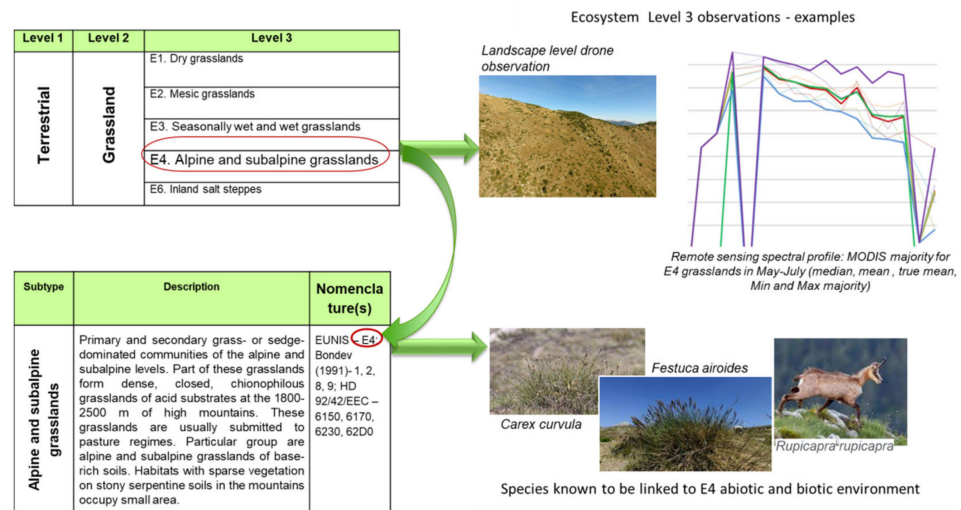 Ecosystem Level 3 observations - examples
Level 1 Level 2 Level 3
Terrestrial
Grassland
E1. Dry grasslands
E2. Mesic grasslands
E3. Seasonally wet and wet grasslands
E4. Alpine and subalpine grasslands
E6. Inland salt steppes
Landscape level drone
observation
Remote sensing spectral profile: MODIS majority for
E4 grasslands in May-July (median, mean , true mean,
Min and Max majority)
Subtype Description Nomencla
ture(s)
Alpine and subalpine
grasslands
Primary and secondary grass- or sedge-
dominated communities of the alpine and
subalpine levels. Part of these grasslands
form dense, closed, chionophilous
grasslands of acid substrates at the 1800-
2500 m of high mountains. These
grasslands are usually submitted to
pasture regimes. Particular group are
alpine and subalpine grasslands of base-
rich soils. Habitats with sparse vegetation
on stony serpentine soils in the mountains
occupy small area.
EUNIS – E4;
Bondev
(1991)- 1, 2,
8, 9; HD
92/42/EEC –
6150, 6170,
6230, 62D0
Carex curvula
Festuca airoides
Rupicapra rupicapra
Species known to be linked to E4 abiotic and biotic environment